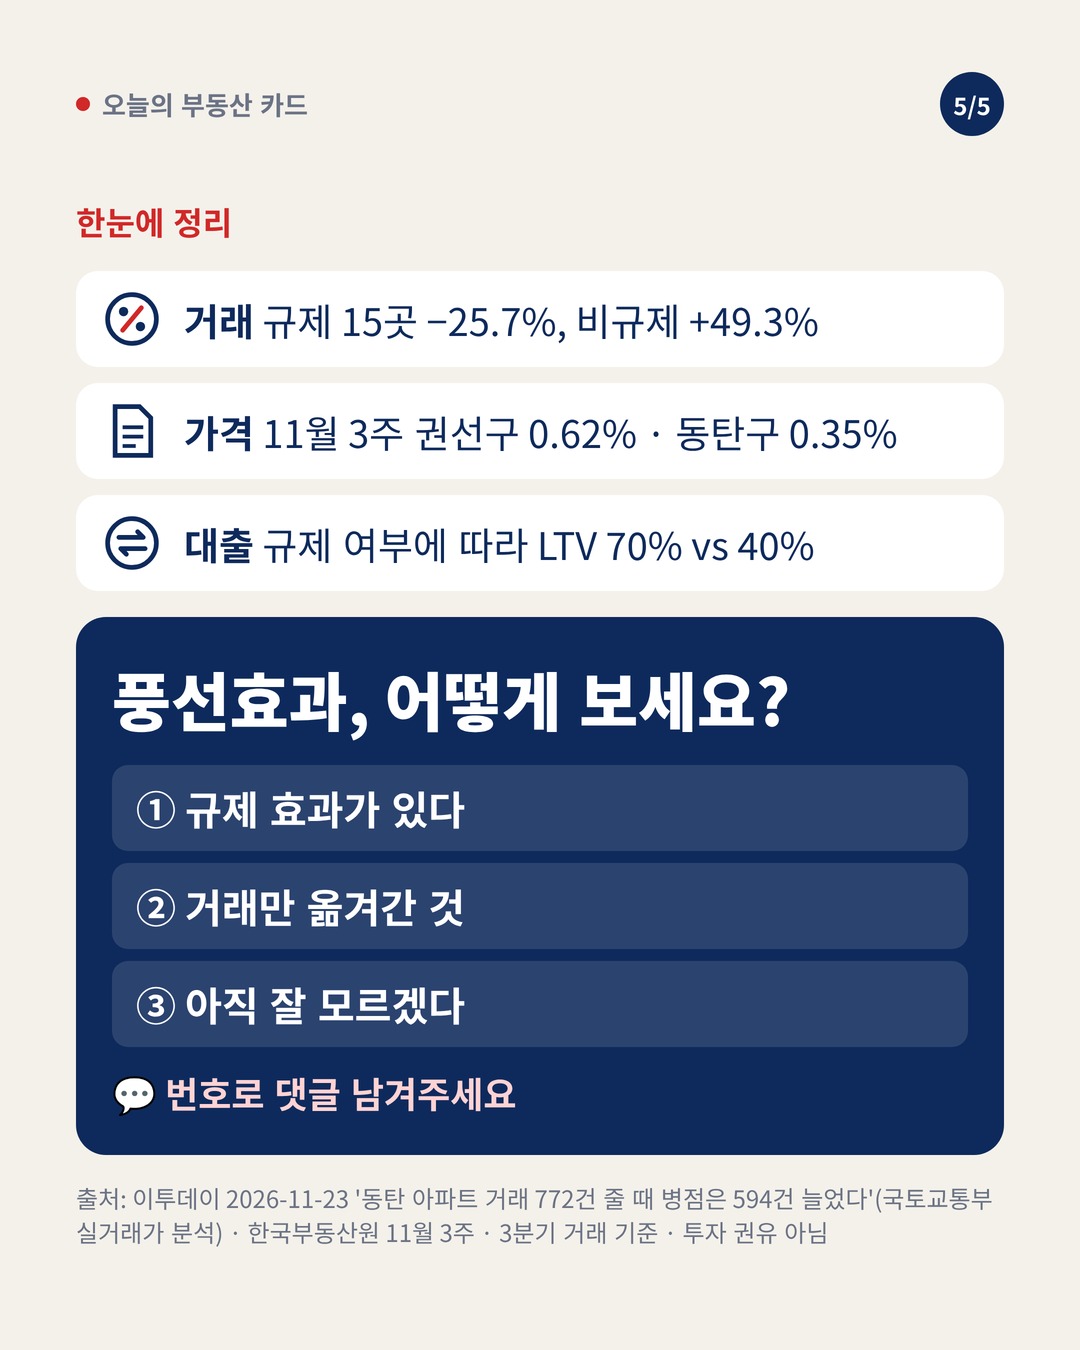 오늘의 부동산 카드
5/5
한눈에 정리
거래 규제 15곳 −25.7%, 비규제 +49.3%
가격 11월 3주 권선구 0.62% · 동탄구 0.35%
대출 규제 여부에 따라 LTV 70% vs 40%
풍선효과, 어떻게 보세요?
① 규제 효과가 있다
② 거래만 옮겨간 것
③ 아직 잘 모르겠다
💬 번호로 댓글 남겨주세요
출처: 이투데이 2026-11-23 '동탄 아파트 거래 772건 줄 때 병점은 594건 늘었다'(국토교통부
실거래가 분석) · 한국부동산원 11월 3주 · 3분기 거래 기준 · 투자 권유 아님